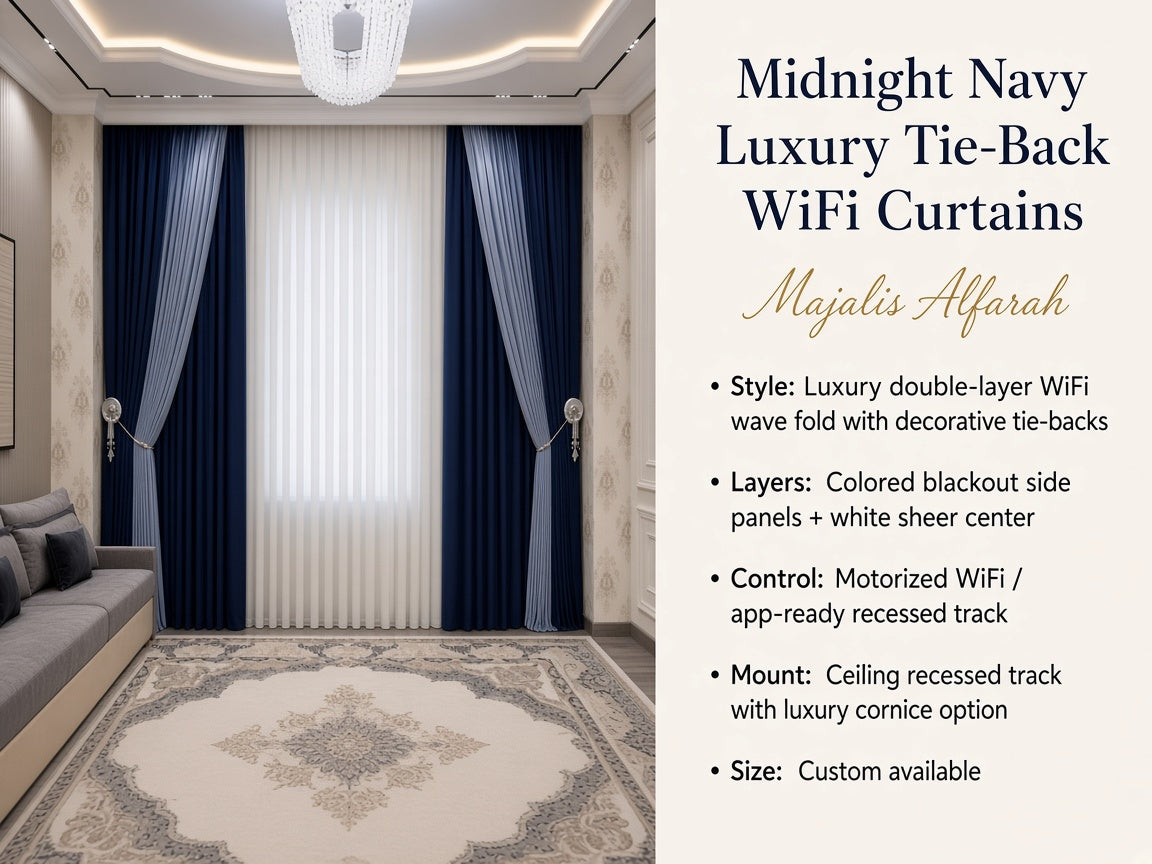 Midnight Navy
Luxury Tie-Back
WiFi Curtains
Majalis Alfarah
• Style: Luxury double-layer WiFi
wave fold with decorative tie-backs
• Layers: Colored blackout side
panels + white sheer center
• Control: Motorized WiFi /
app-ready recessed track
• Mount: Ceiling recessed track
with luxury cornice option
• Size: Custom available